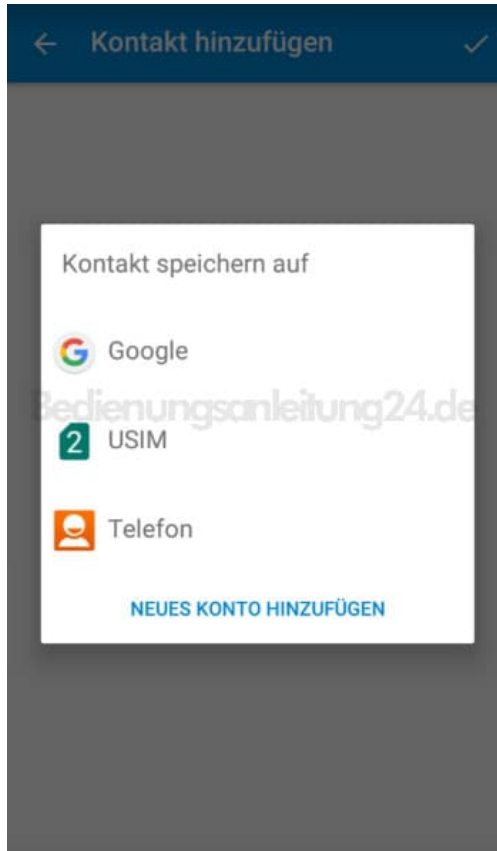 Kontakt hinzufügen
Kontakt speichern auf
Google
Bedienungsanleitung24.de
2 USIM
Telefon
NEUES KONTO HINZUFÜGEN